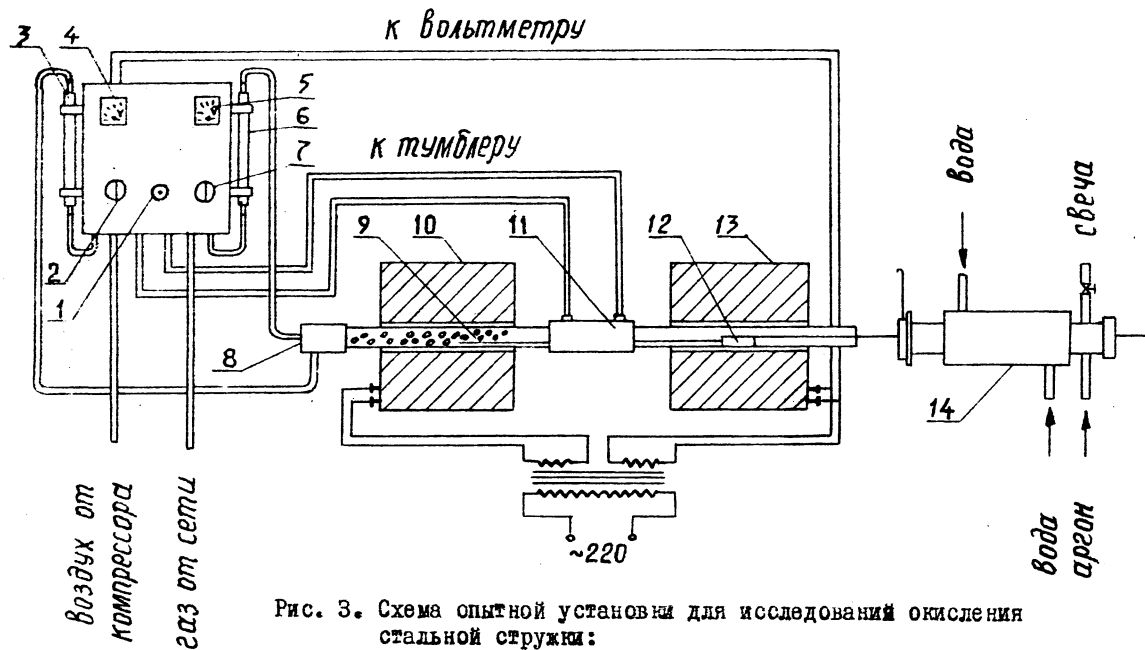 к вольтметру
3 4
5
6
7
к тумблеру
вода
свеча
9 10 11 12 13
2
1
8
14
воздух от
компрессора
газ от сети
~220
вода
аргон
Рис. 3. Схема опытной установки для исследований окисления
стальной стружки: